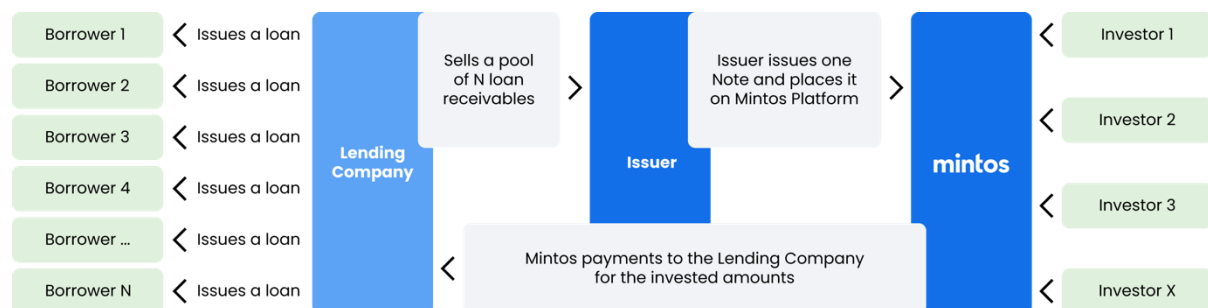 Borrower 1
Issues a loan
Borrower 2
Issues a loan
Borrower 3
Issues a loan
Borrower 4
Issues a loan
Borrower ...
Issues a loan
Borrower N
Issues a loan
Lending
Company
Sells a pool
of N loan
receivables
Issuer
Issuer issues one
Note and places it
on Mintos Platform
mintos
Mintos payments to the Lending Company
for the invested amounts
Investor 1
Investor 2
Investor 3
Investor X